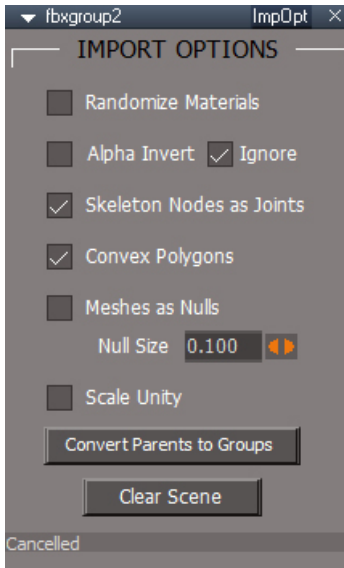 fbxgroup2 ImpOpt
IMPORT OPTIONS
Randomize Materials
Alpha Invert Ignore
Skeleton Nodes as Joints
Convex Polygons
Meshes as Nulls
Null Size 0.100
Scale Unity
Convert Parents to Groups
Clear Scene
Cancelled